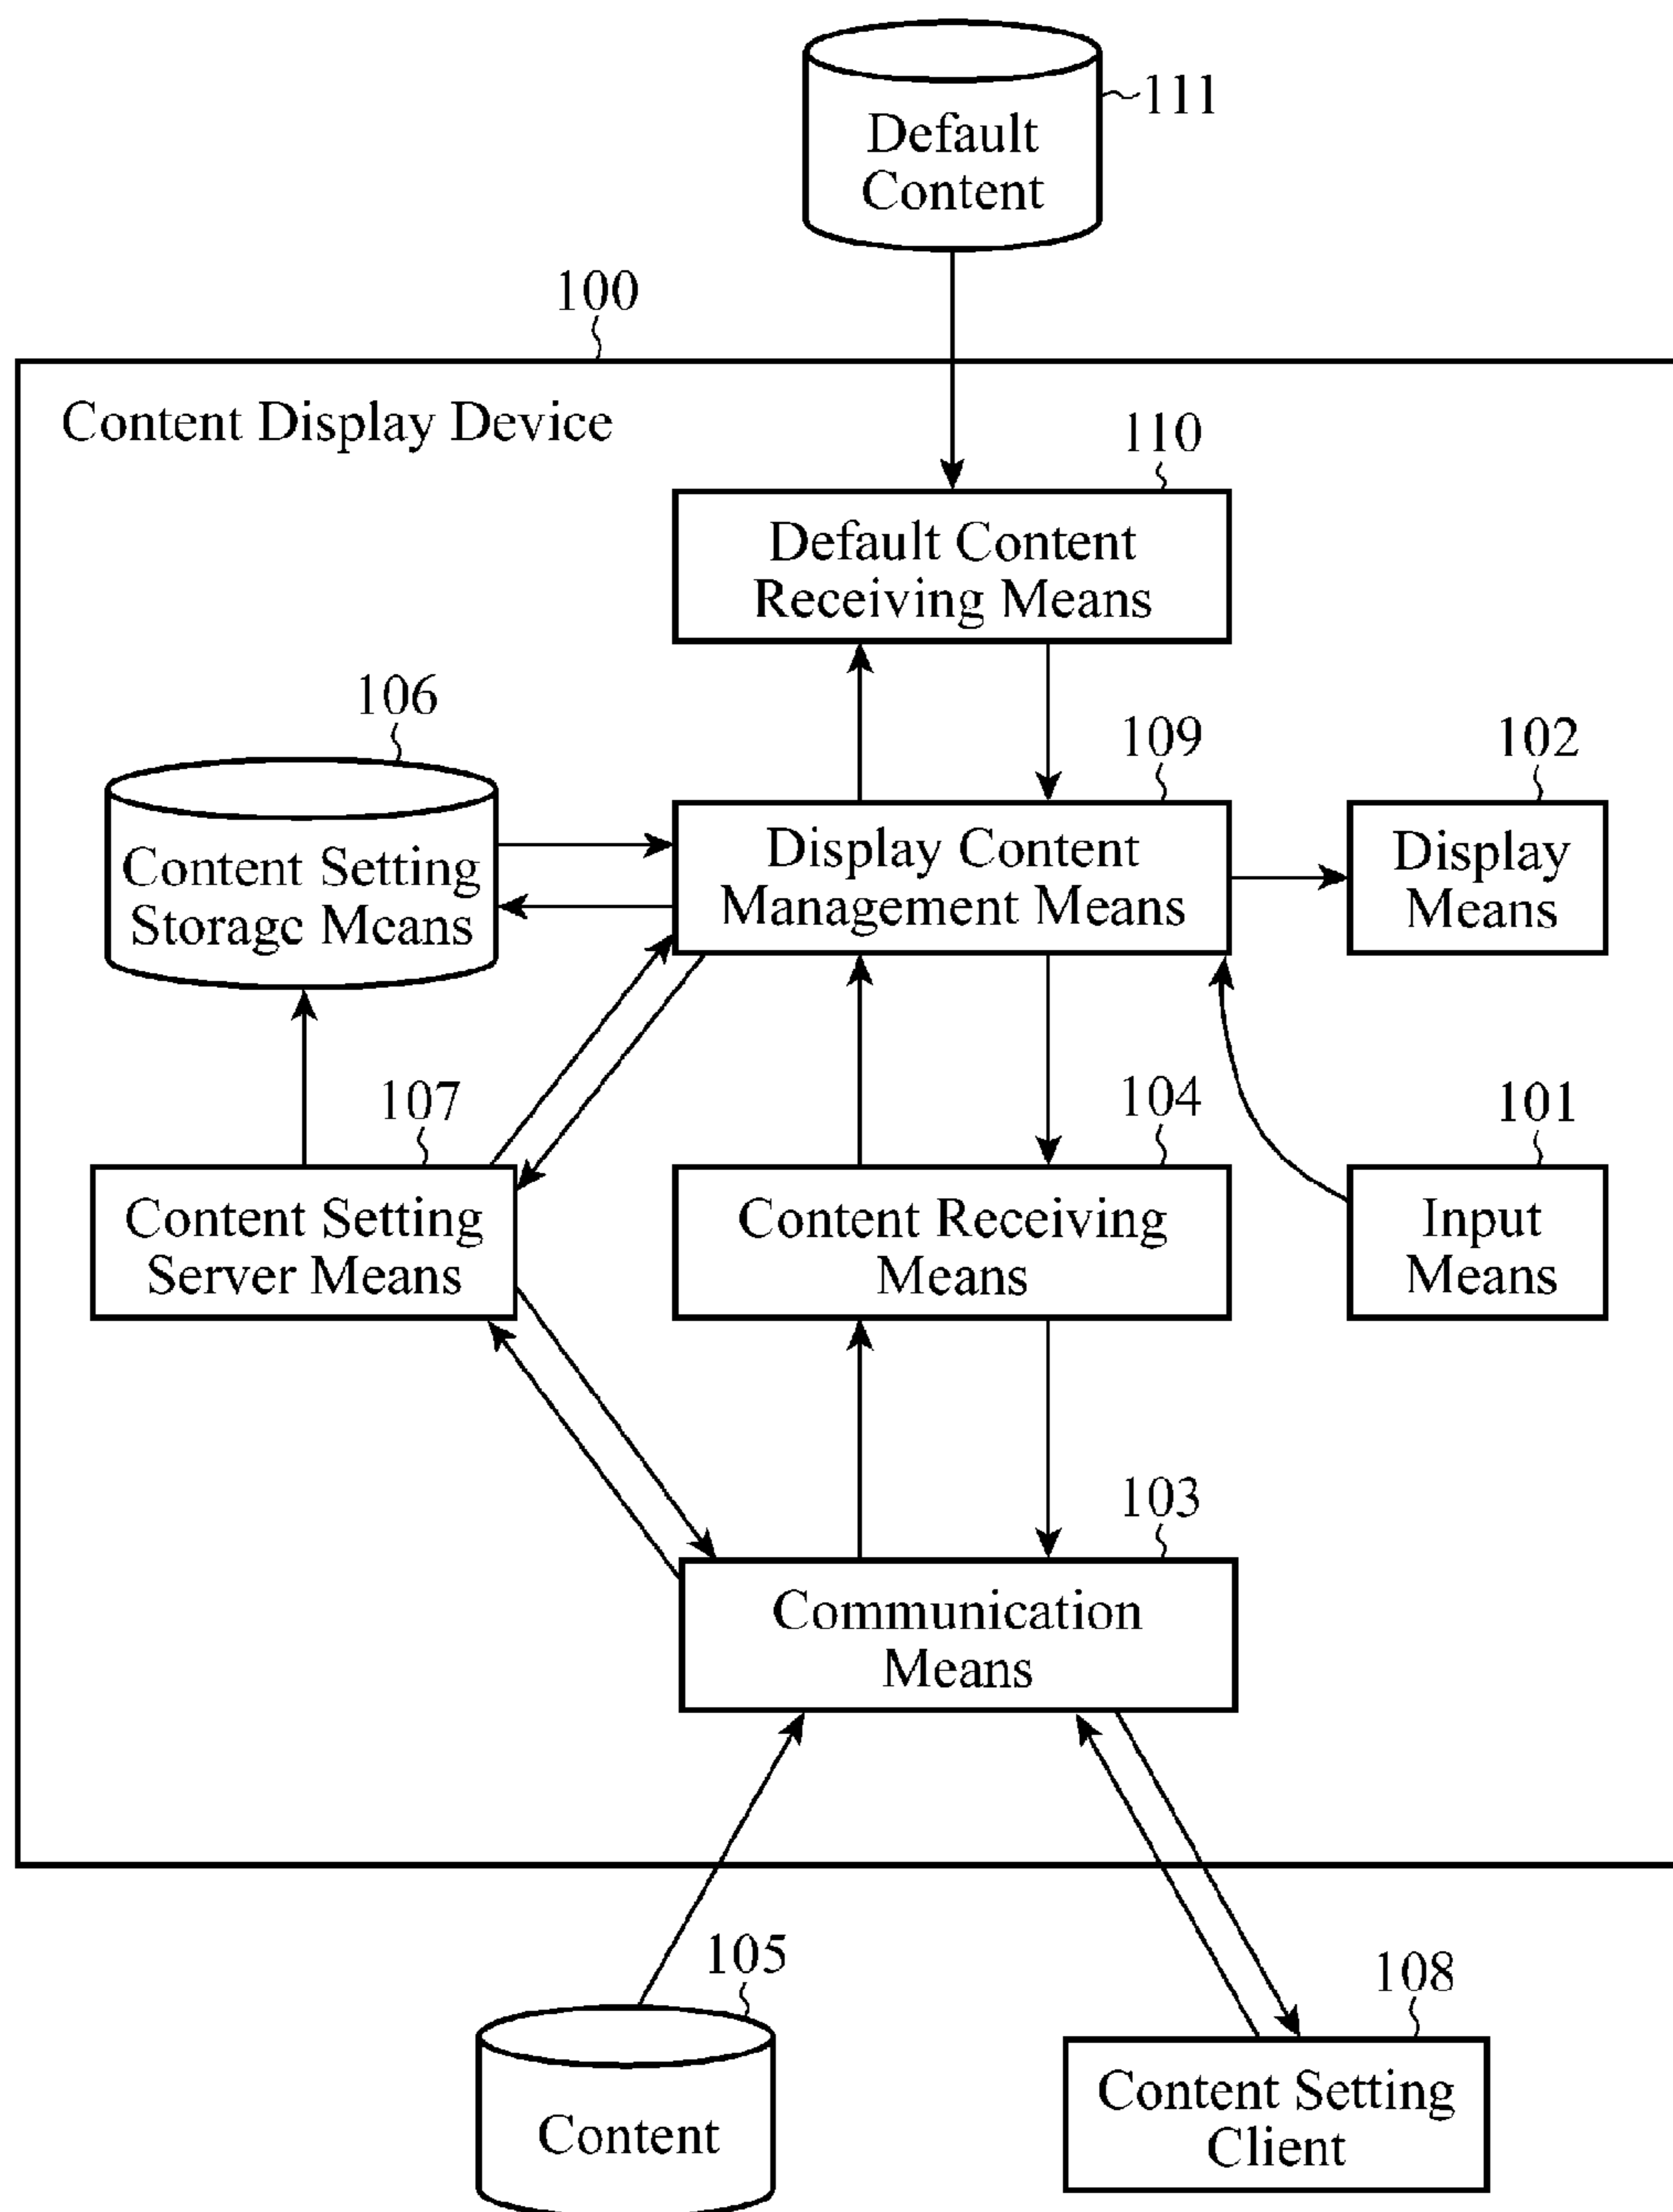 111
Default
Content
100
Content Display Device
110
Default Content
Receiving Means
106
109
102
Content Setting
Storage Means
Display Content
Management Means
Display
Means
107
104
101
Content Setting
Server Means
Content Receiving
Means
Input
Means
103
Communication
Means
105
108
Content
Content Setting
Client